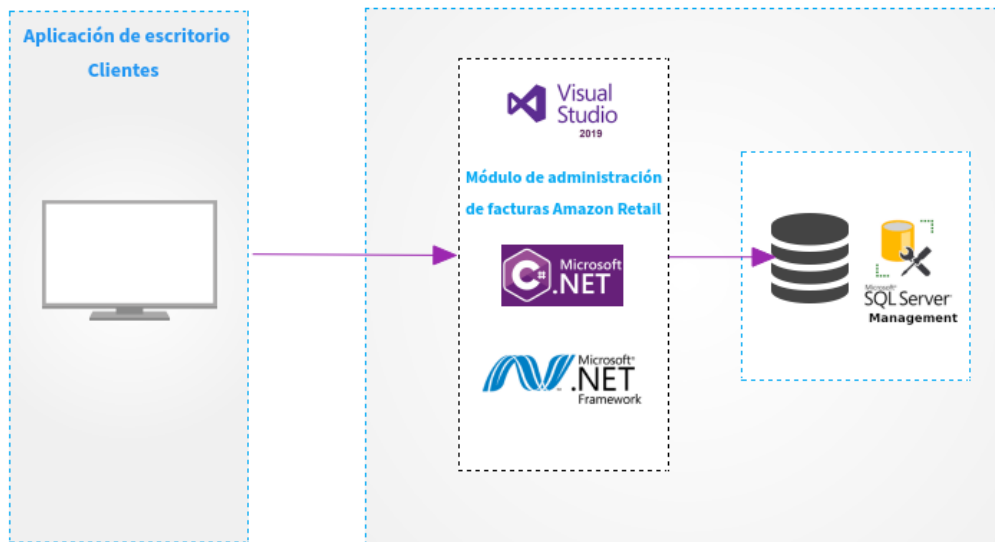 Aplicación de escritorio
Clientes
Visual
Studio
2019
Módulo de administración
de facturas Amazon Retail
C#
Microsoft
.NET
Microsoft®
.NET
Framework
Microsoft®
SQL Server®
Management